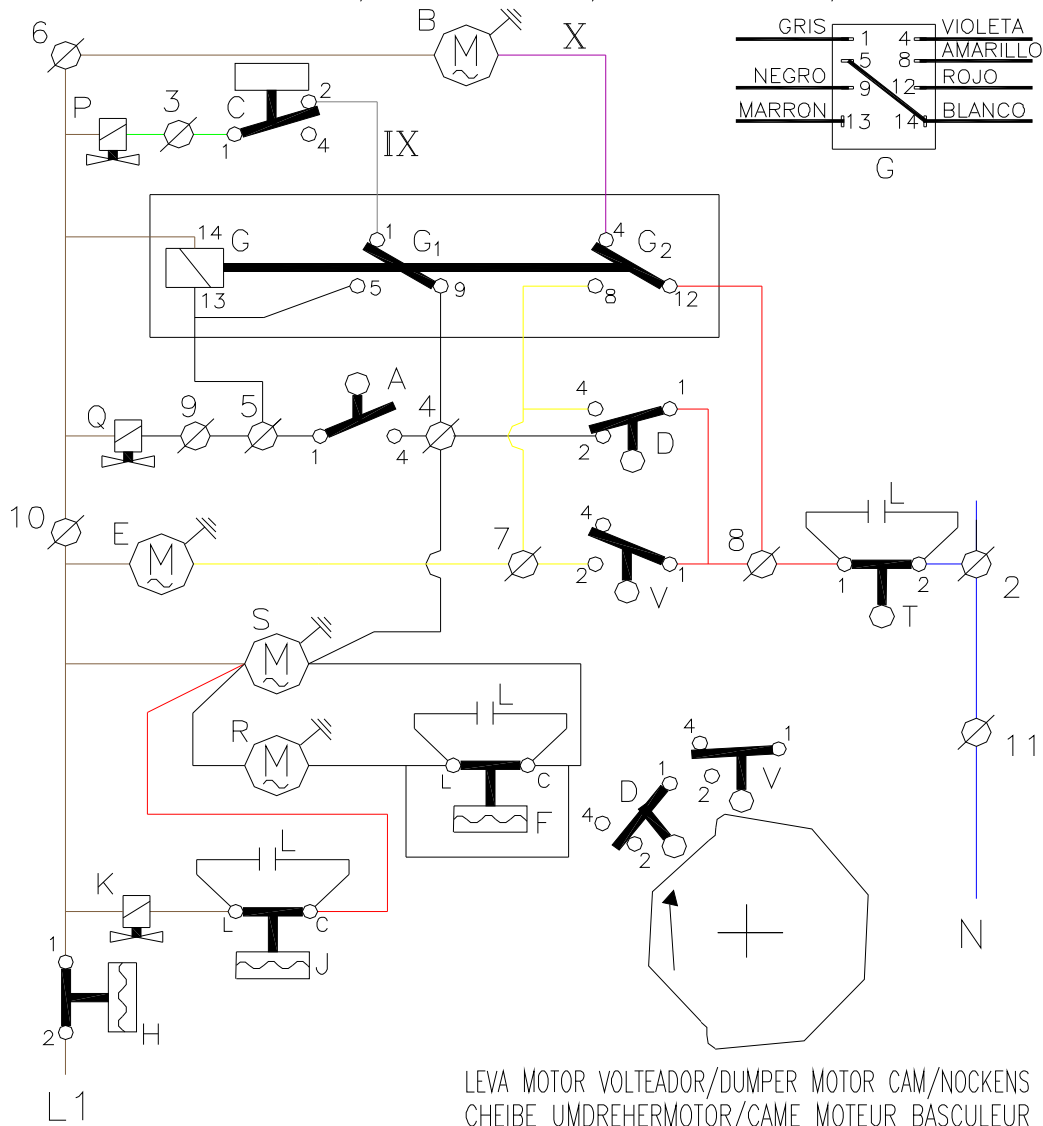 B
X
GRIS
1
4
VIOLETA
6
M
5
8
AMARILLO
P
3
C
2
NEGRO
9
12
ROJO
1
4
IX
MARRON
13
14
BLANCO
G
14
G
1
G1
4
G2
13
5
9
8
12
Q
9
5
A
4
4
1
1
4
2
D
10
E
M
7
4
L
8
2
1
V
1
2
T
2
S
M
R
M
L
4
1
11
L
C
F
D
1
2
V
4
2
L
K
L
C
J
N
1
2
H
L1
LEVA MOTOR VOLTEADOR/DUMPER MOTOR CAM/NOCKENS
CHEIBE UMDREHERMOTOR/CAME MOTEUR BASCULEUR